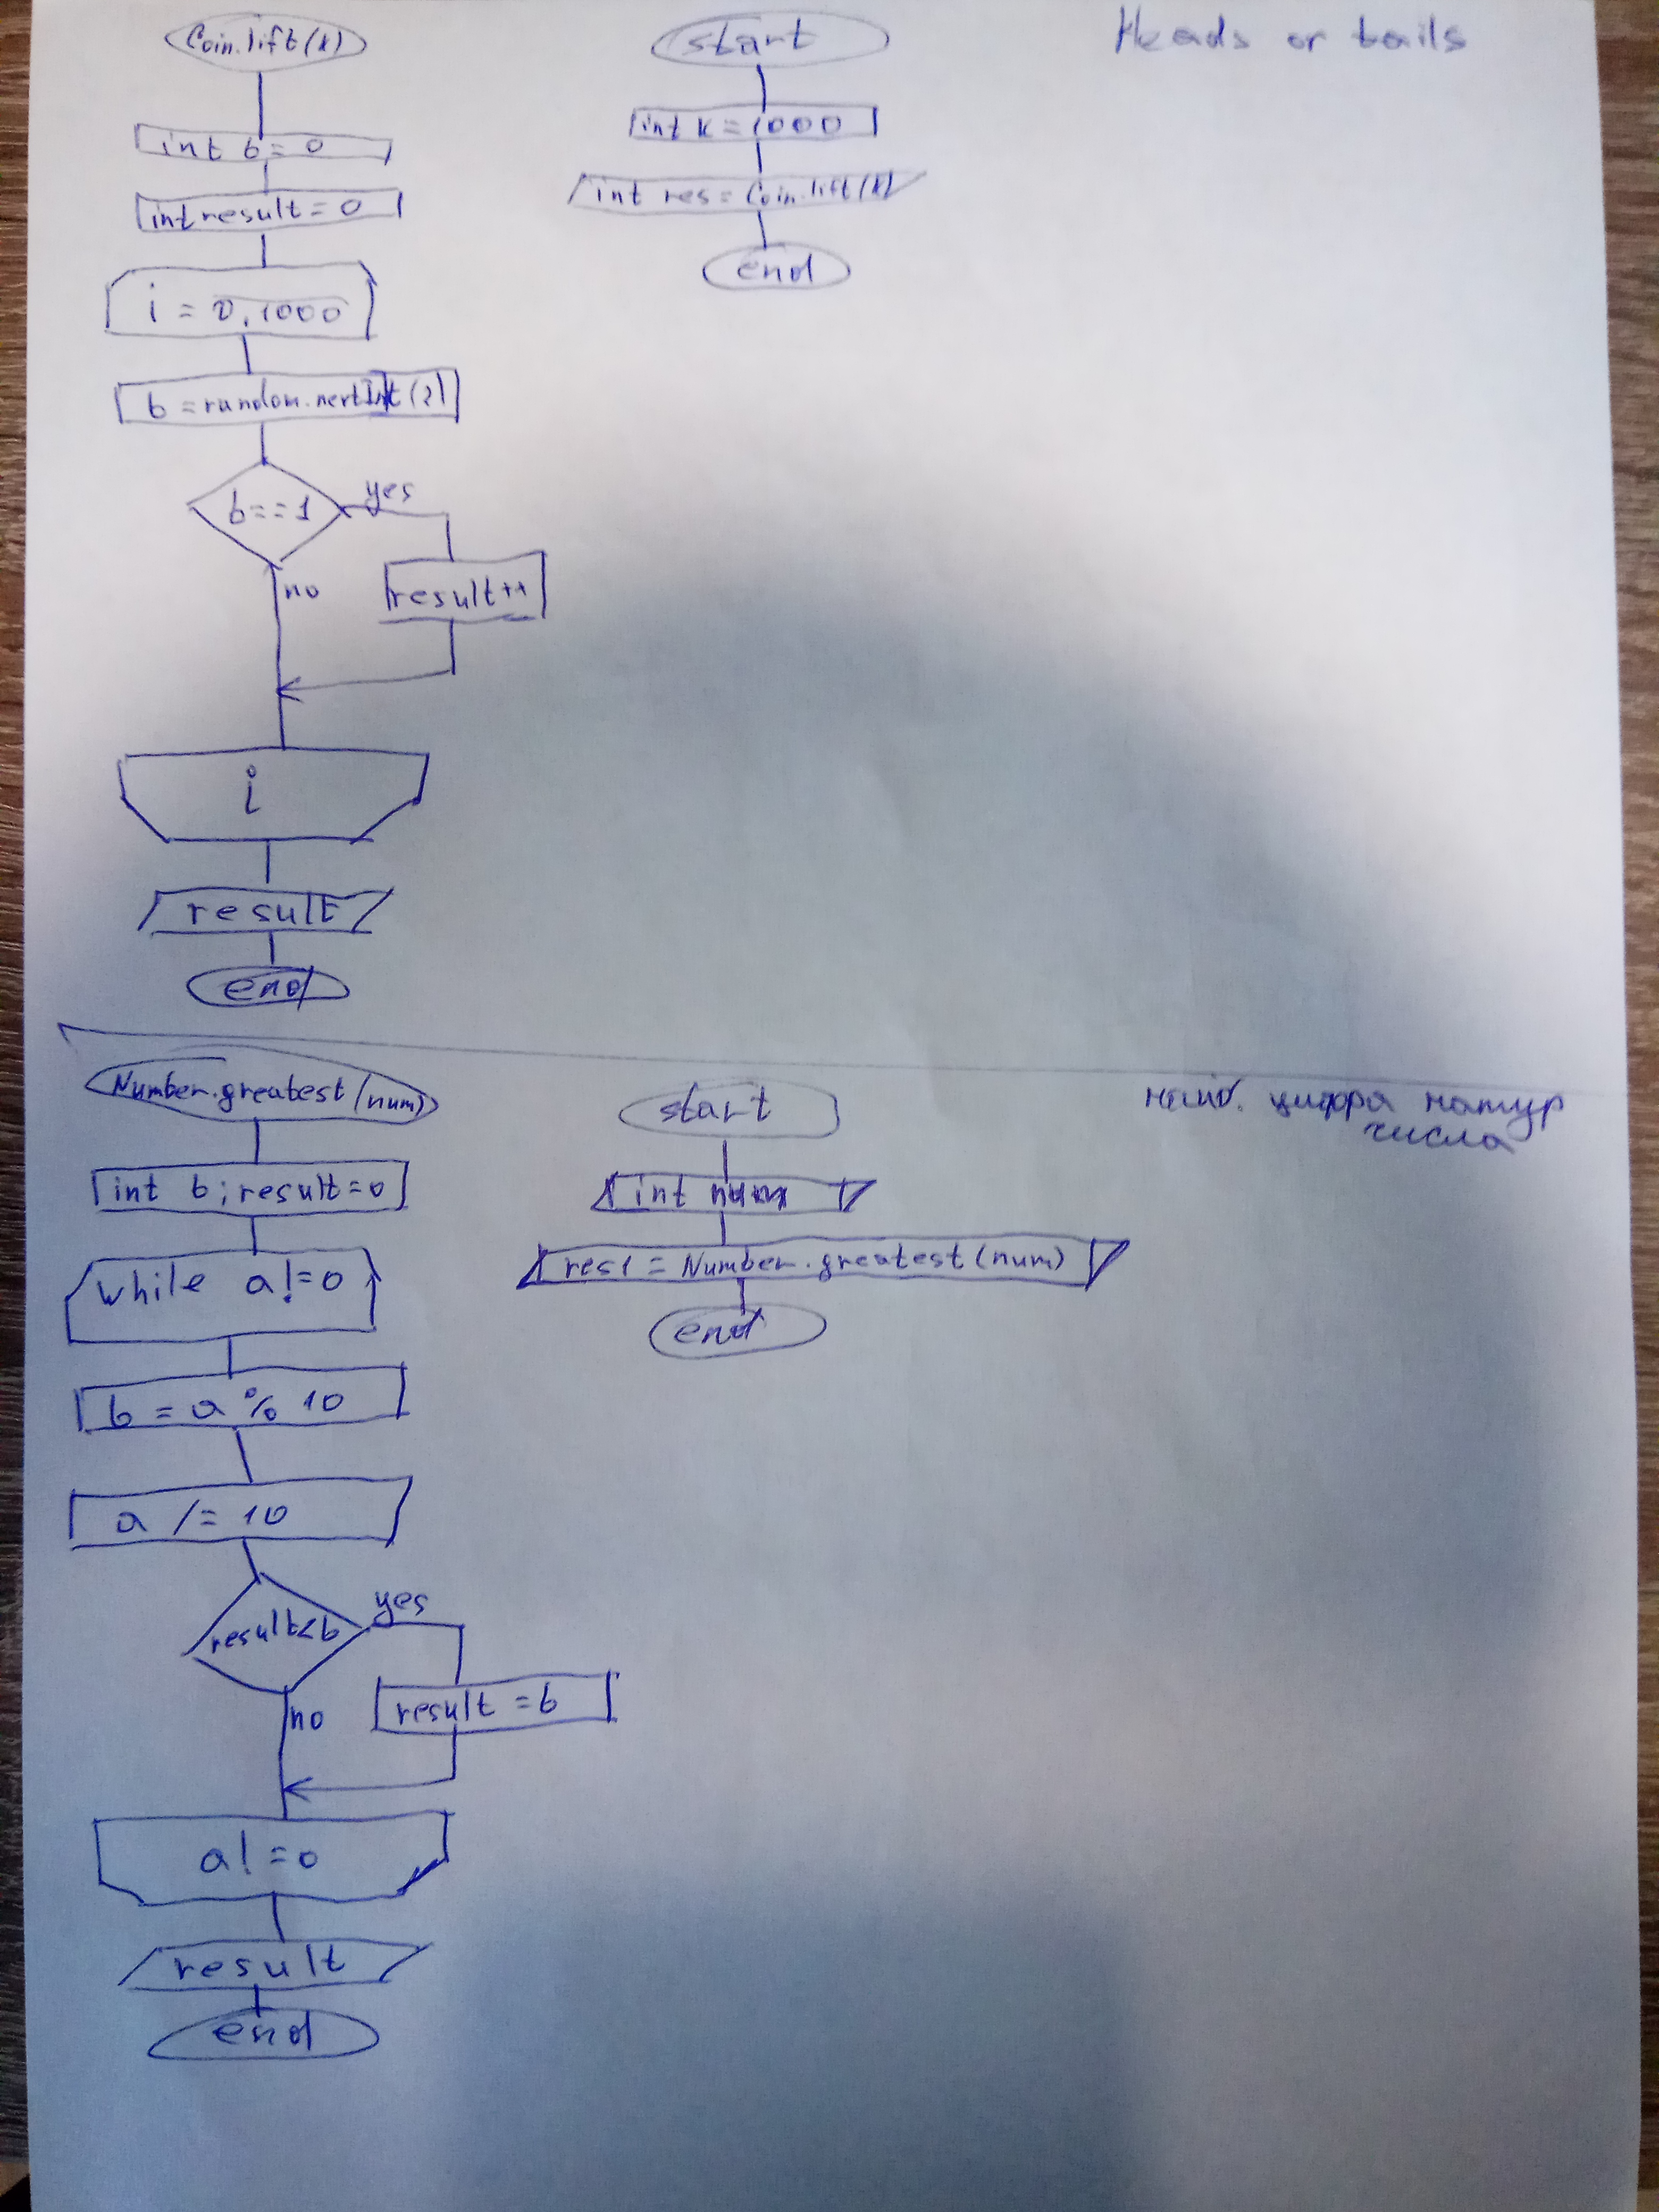 Coin.lift(k)
int b = 0
int result = 0
i = 0, 1000
b = random.nextInt(2)
b == 1
yes
no
result++
i
result
end
start
int k = 1000
int res = Coin.lift(k)
end
Heads or tails
Number.greatest(num)
int b; result = 0
while a! = 0
b = a % 10
a /= 10
result < b
yes
no
result = b
a! = 0
result
end
start
int num
res1 = Number.greatest(num)
end
наиб. цифра натур
числа